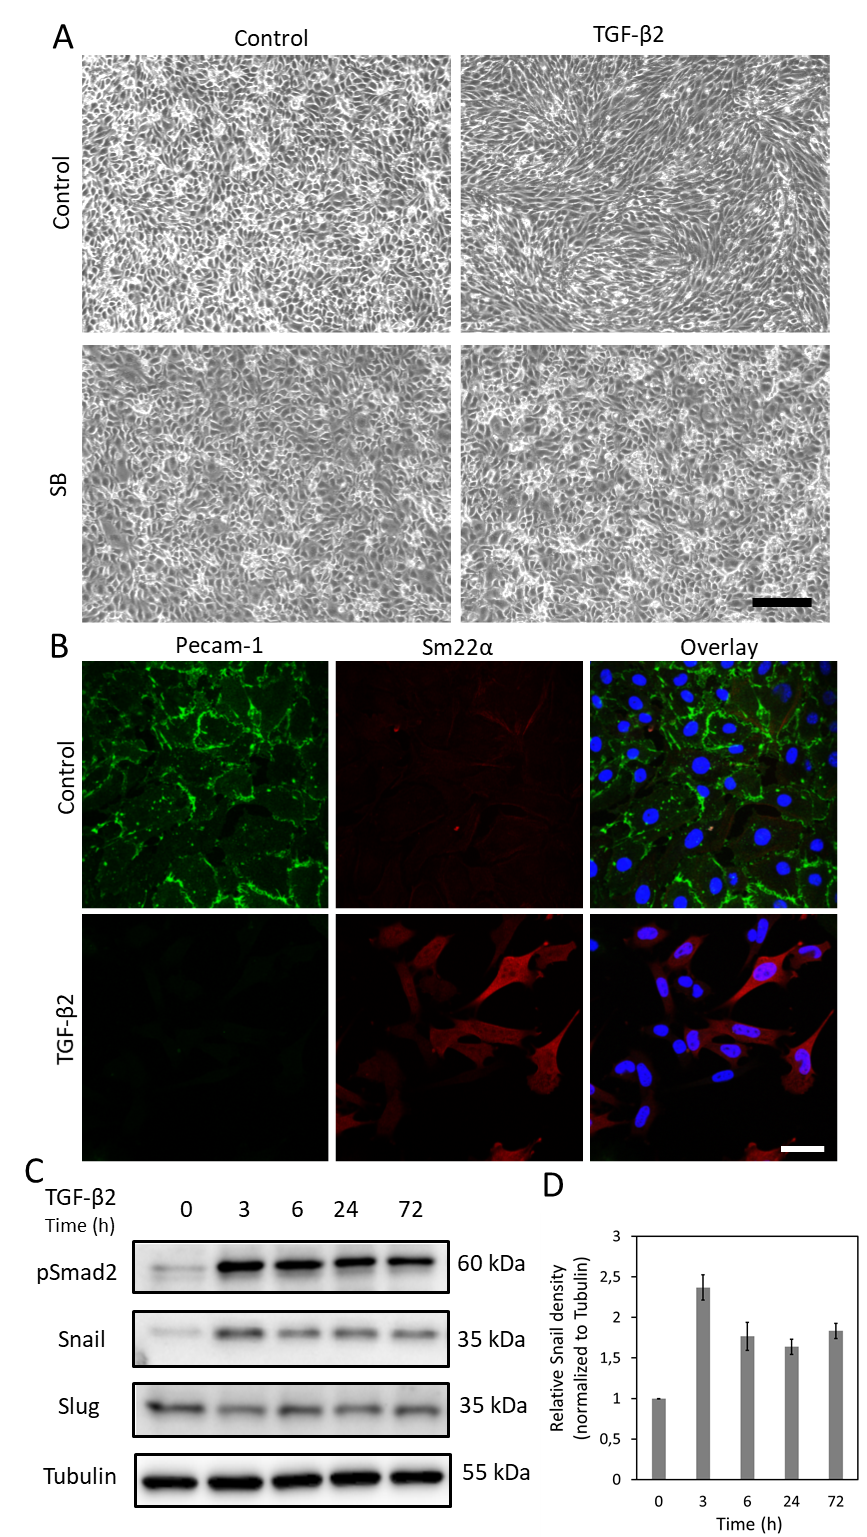 A
Control
TGF-β2
Control
SB
B
Pecam-1
Sm22α
Overlay
Control
TGF-β2
C
TGF-β2
Time (h)
0 3 6 24 72
pSmad2
60 kDa
Snail
35 kDa
Slug
35 kDa
Tubulin
55 kDa
D
Relative Snail density
(normalized to Tubulin)
3
2,5
2
1,5
1
0,5
0
0 3 6 24 72
Time (h)